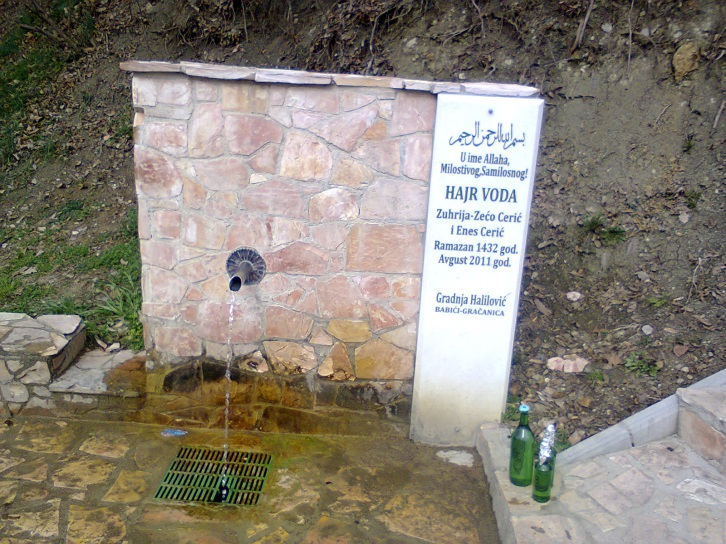 بسم الله الرحمن الرحيم
U ime Allaha,
Milostivog,Samilosnog!
HAJR VODA
Zuhrija-Zećo Cerić
i Enes Cerić
Ramazan 1432 god.
Avgust 2011 god.
Gradnja Halilović
BABIĆI-GRAČANICA